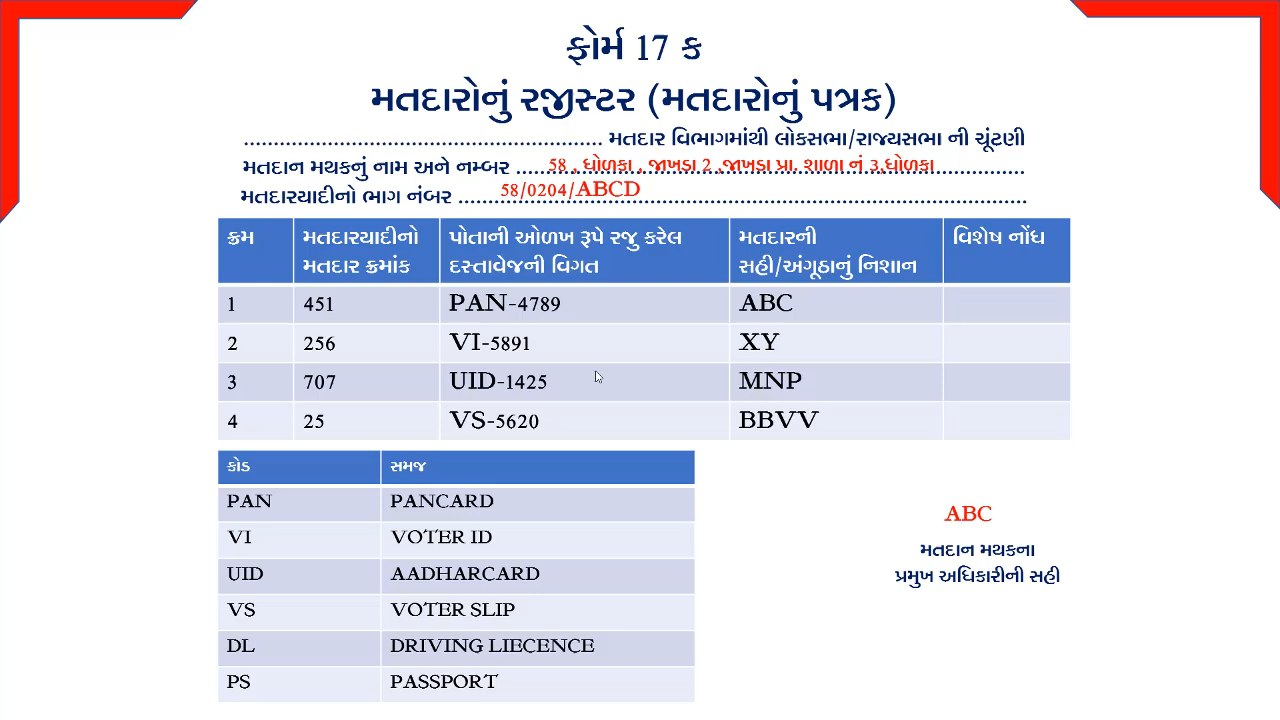 ફોર્મ 17 ક
મતદારોનું રજીસ્ટર (મતદારોનું પત્રક)
............................................................ મતદાર વિભાગમાંથી લોકસભા/રાજ્યસભા ની ચૂંટણી
મતદાન મથકનું નામ અને નમ્બર ...58 , ધોળકા , જાખડા 2 ,જાખડા પ્રા. શાળા નં ૩,ધોળકા...
મતદારયાદીનો ભાગ નંબર ...58/0204/ABCD...
ક્રમ મતદારયાદીનો મતદાર ક્રમાંક પોતાની ઓળખ રૂપે રજુ કરેલ દસ્તાવેજની વિગત મતદારની સહી/અંગૂઠાનું નિશાન વિશેષ નોંધ
1 451 PAN-4789 ABC
2 256 VI-5891 XY
3 707 UID-1425 MNP
4 25 VS-5620 BBVV
કોડ સમજ
PAN PANCARD
VI VOTER ID
UID AADHARCARD
VS VOTER SLIP
DL DRIVING LIECENCE
PS PASSPORT
ABC
મતદાન મથકના
પ્રમુખ અધિકારીની સહી